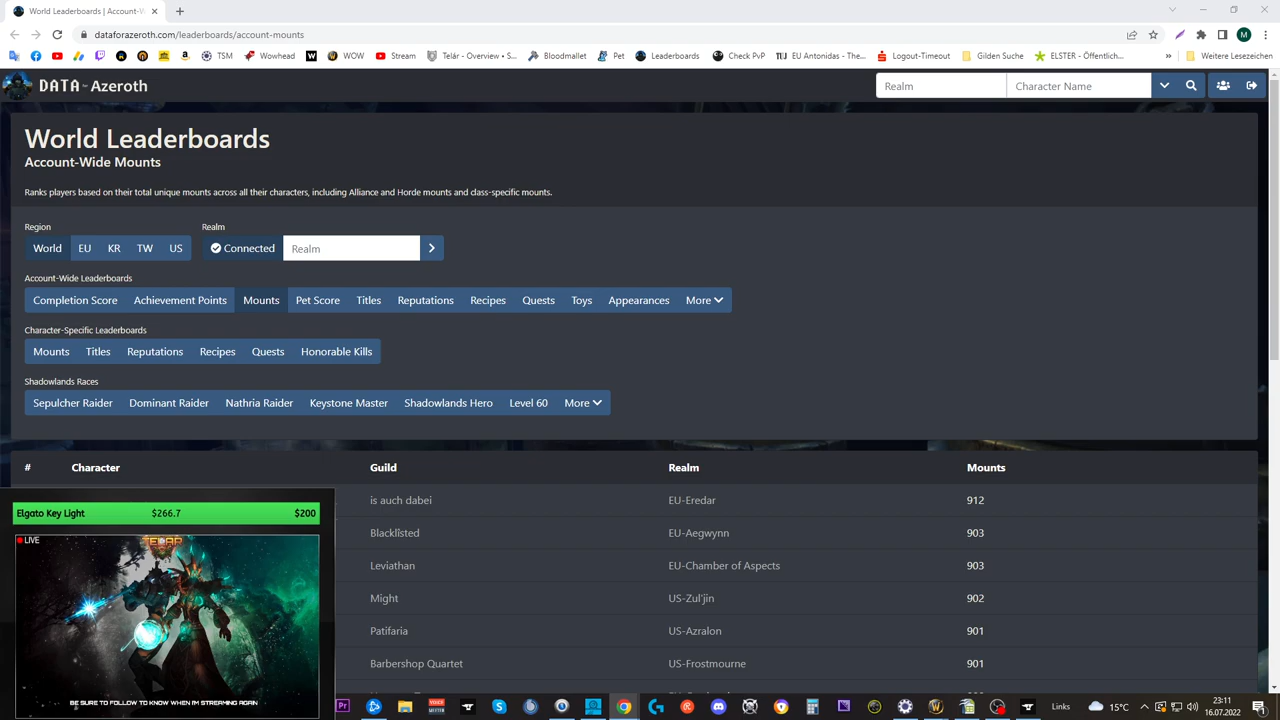 World Leaderboards | Account-W
dataforazeroth.com/leaderboards/account-mounts
TSM Wowhead WOW Stream Telár - Overview • S... Bloodmallet Pet Leaderboards Check PvP EU Antonidas - The... Logout-Timeout Gilden Suche ELSTER - Öffentlich... » Weitere Lesezeichen
DATA for Azeroth Realm Character Name
World Leaderboards
Account-Wide Mounts
Ranks players based on their total unique mounts across all their characters, including Alliance and Horde mounts and class-specific mounts.
Region Realm
World EU KR TW US Connected Realm
Account-Wide Leaderboards
Completion Score Achievement Points Mounts Pet Score Titles Reputations Recipes Quests Toys Appearances More
Character-Specific Leaderboards
Mounts Titles Reputations Recipes Quests Honorable Kills
Shadowlands Races
Sepulcher Raider Dominant Raider Nathria Raider Keystone Master Shadowlands Hero Level 60 More
# Character Guild Realm Mounts
is auch dabei EU-Eredar 912
Blacklisted EU-Aegwynn 903
Leviathan EU-Chamber of Aspects 903
Might US-Zul'jin 902
Patifaria US-Azralon 901
Barbershop Quartet US-Frostmourne 901
Elgato Key Light $266.7 $200
LIVE
TELAR
BE SURE TO FOLLOW TO KNOW WHEN I'M STREAMING AGAIN
Links 15°C 23:11
16.07.2022